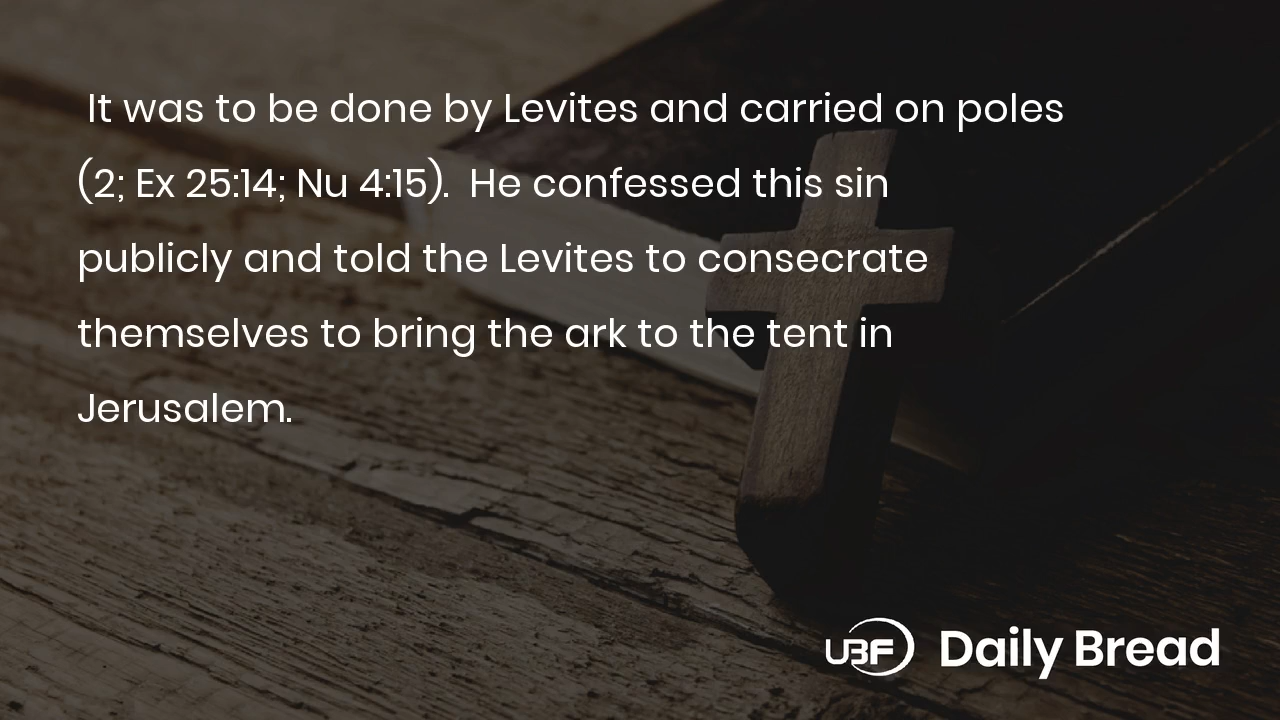 It was to be done by Levites and carried on poles
(2; Ex 25:14; Nu 4:15).  He confessed this sin
publicly and told the Levites to consecrate
themselves to bring the ark to the tent in
Jerusalem.
UBF Daily Bread